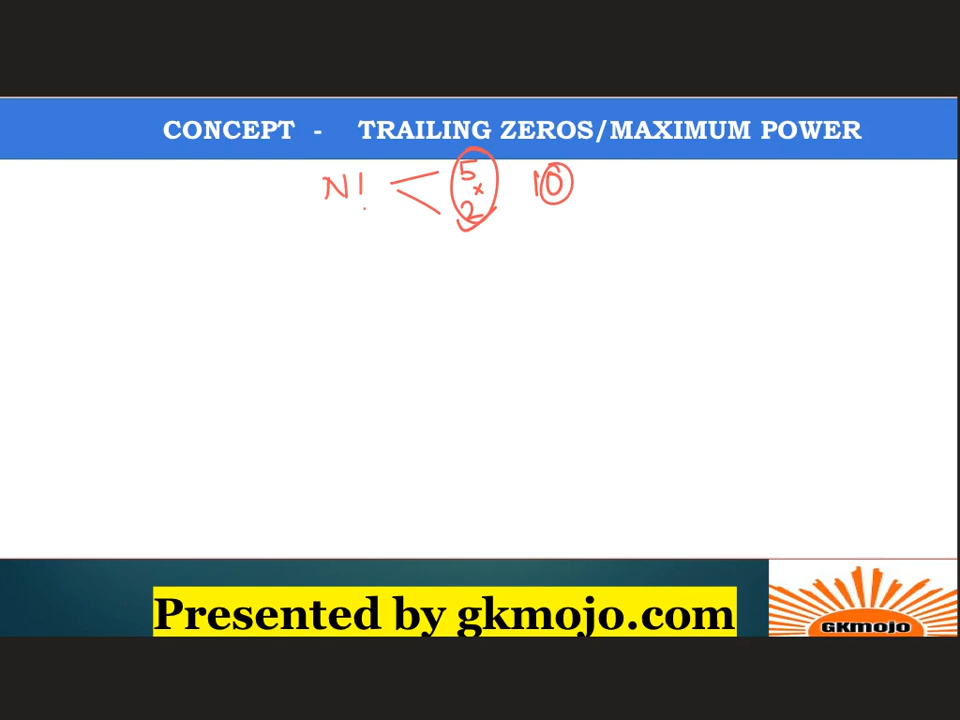 CONCEPT - TRAILING ZEROS/MAXIMUM POWER
N! < 5 × 2 10
Presented by gkmojo.com
GKmojo